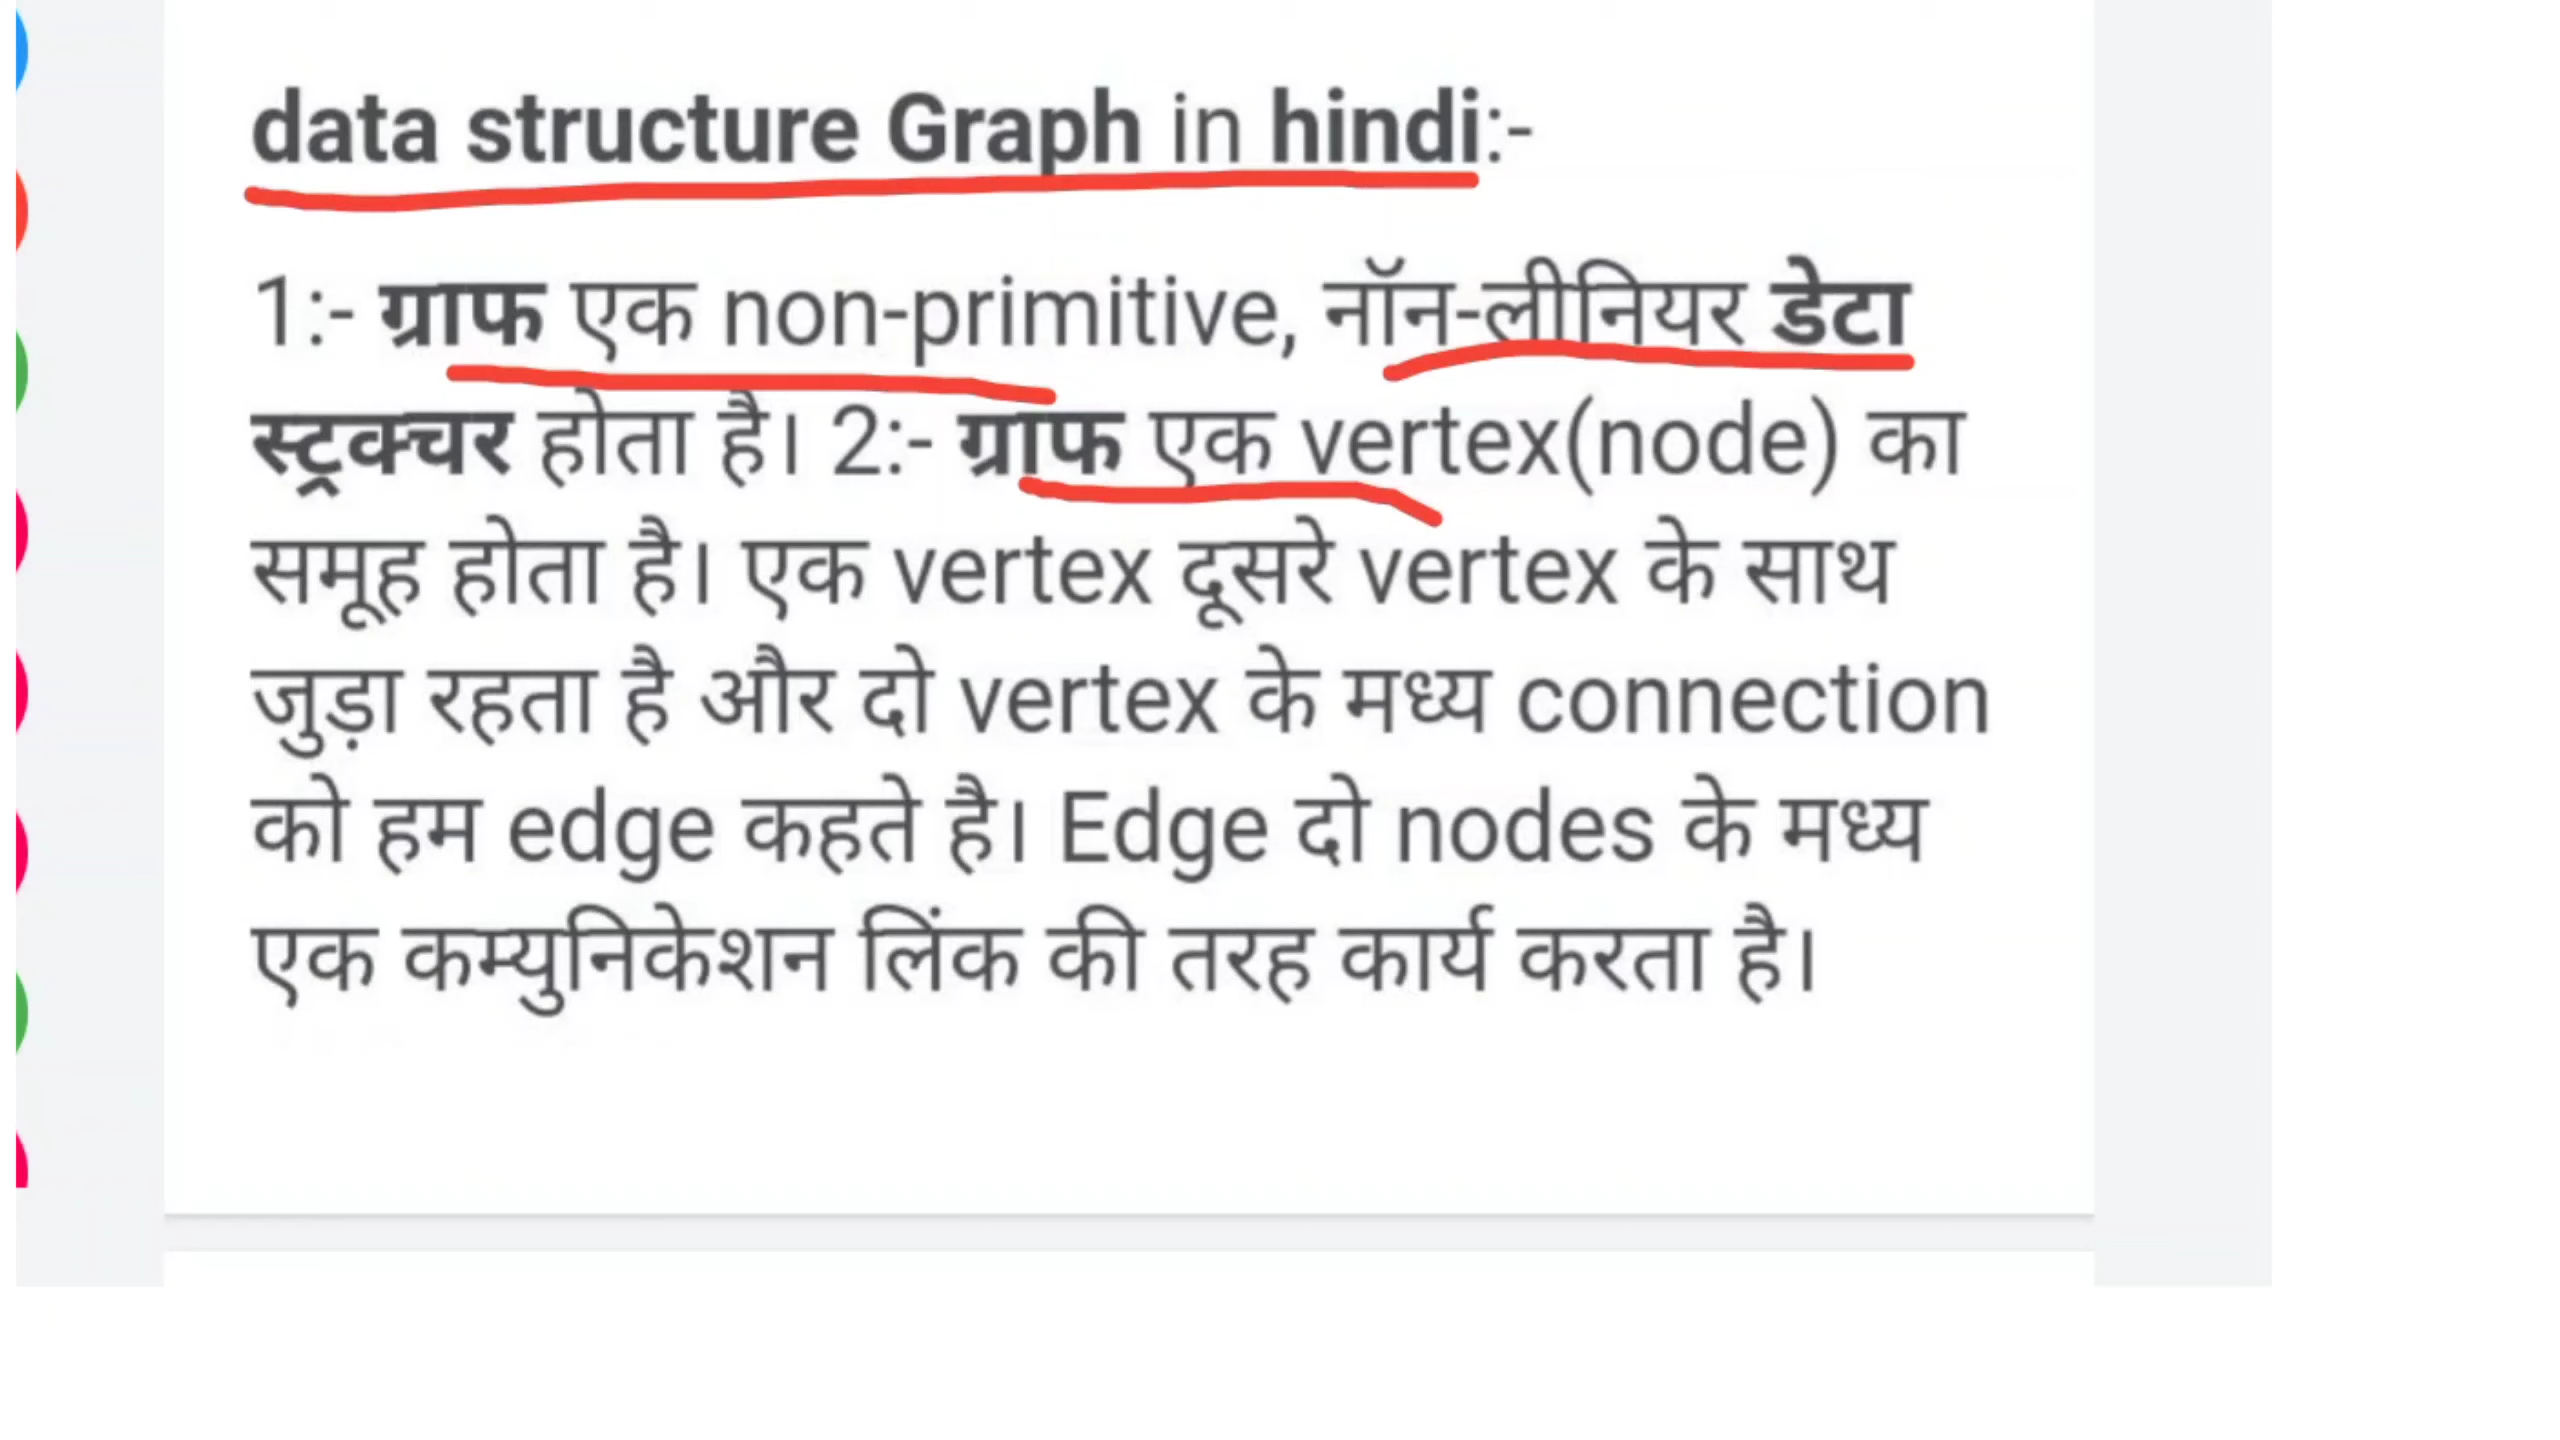 data structure Graph in hindi:-
1:- ग्राफ एक non-primitive, नॉन-लीनियर डेटा
स्ट्रक्चर होता है। 2:- ग्राफ एक vertex(node) का
समूह होता है। एक vertex दूसरे vertex के साथ
जुड़ा रहता है और दो vertex के मध्य connection
को हम edge कहते है। Edge दो nodes के मध्य
एक कम्युनिकेशन लिंक की तरह कार्य करता है।